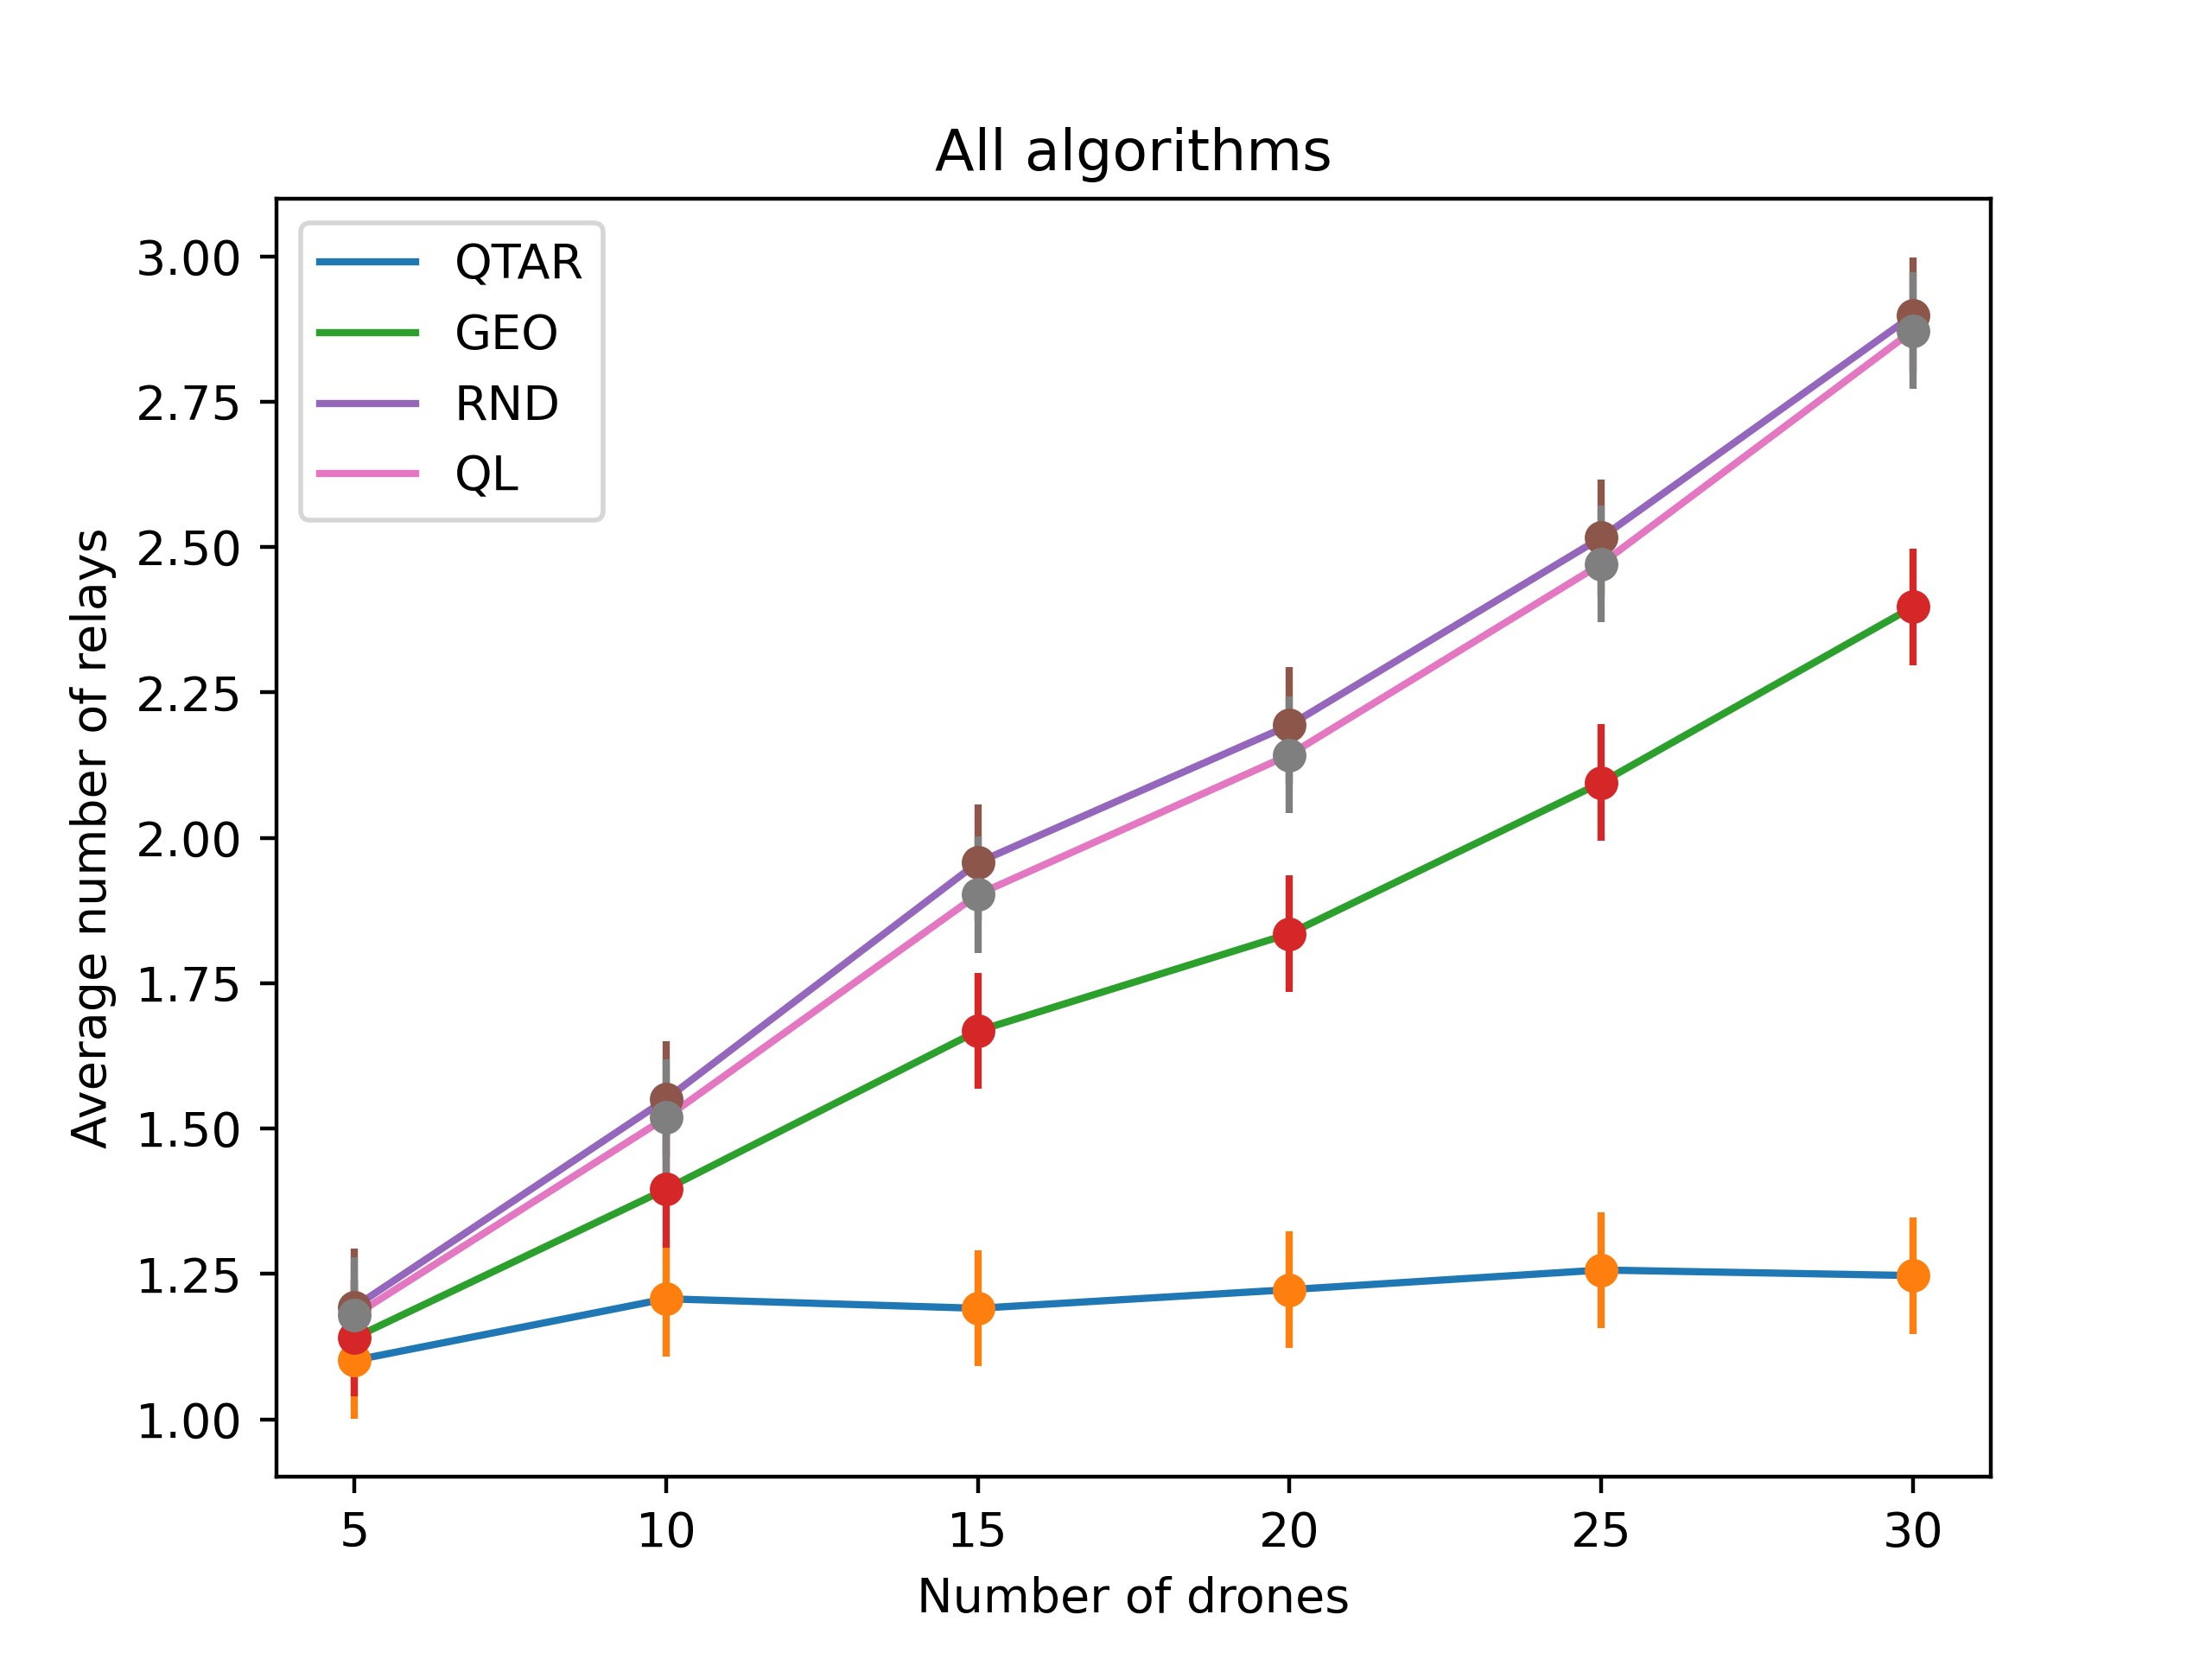 All algorithms
QTAR
GEO
RND
QL
Average number of relays
3.00
2.75
2.50
2.25
2.00
1.75
1.50
1.25
1.00
5 10 15 20 25 30
Number of drones